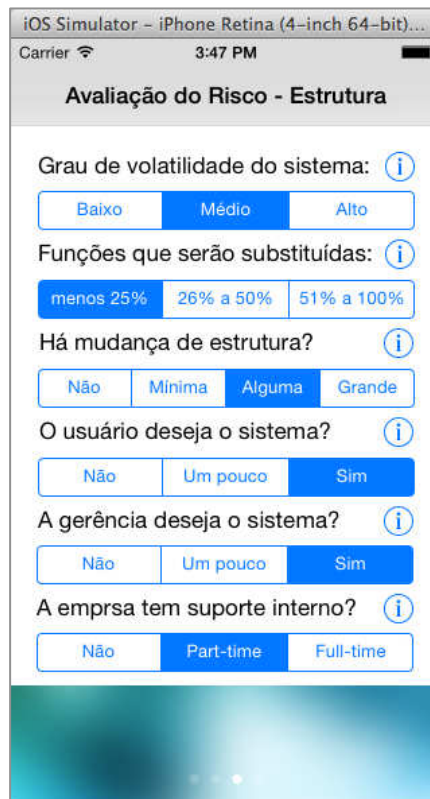 iOS Simulator – iPhone Retina (4-inch 64-bit)...
Carrier 3:47 PM
Avaliação do Risco - Estrutura
Grau de volatilidade do sistema: i
Baixo Médio Alto
Funções que serão substituídas: i
menos 25% 26% a 50% 51% a 100%
Há mudança de estrutura? i
Não Mínima Alguma Grande
O usuário deseja o sistema? i
Não Um pouco Sim
A gerência deseja o sistema? i
Não Um pouco Sim
A emprsa tem suporte interno? i
Não Part-time Full-time